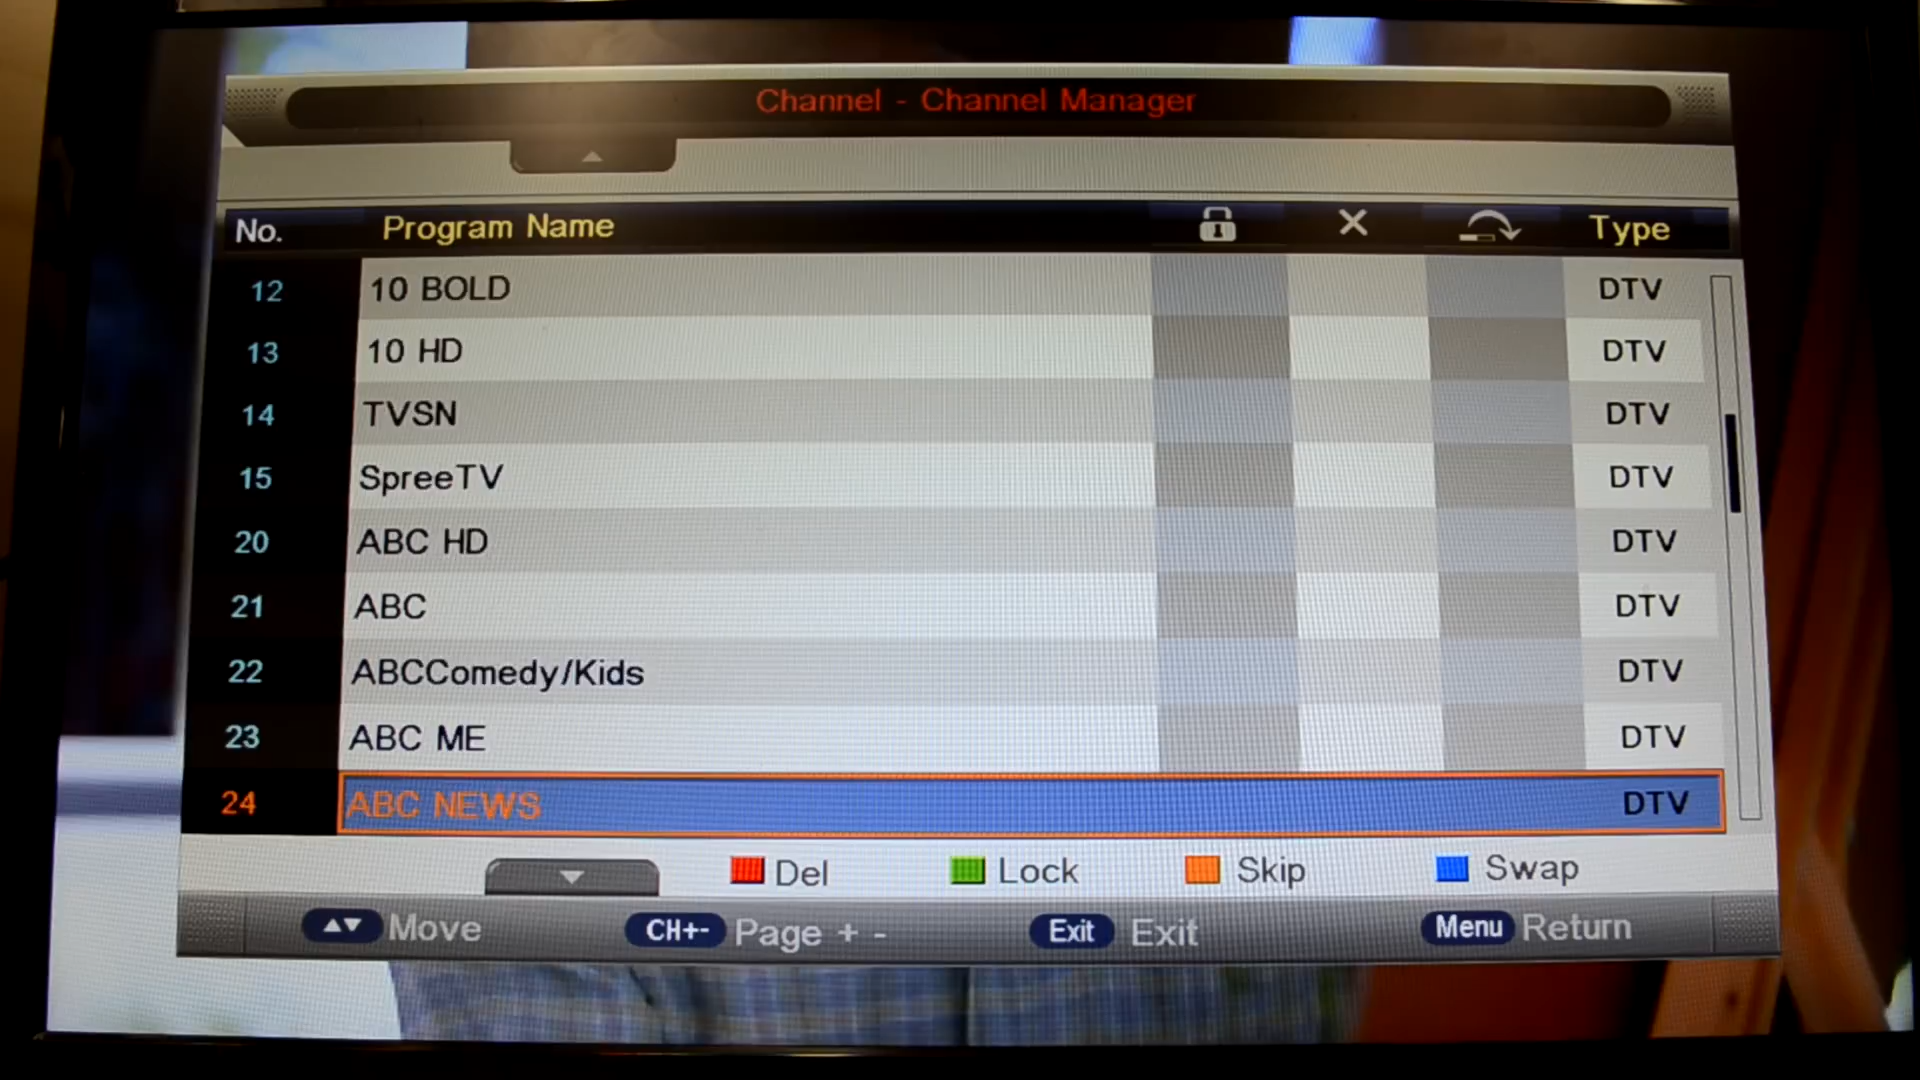 Channel - Channel Manager
No. Program Name Type
12 10 BOLD DTV
13 10 HD DTV
14 TVSN DTV
15 SpreeTV DTV
20 ABC HD DTV
21 ABC DTV
22 ABCComedy/Kids DTV
23 ABC ME DTV
24 ABC NEWS DTV
Del Lock Skip Swap
Move CH+- Page + - Exit Exit Menu Return